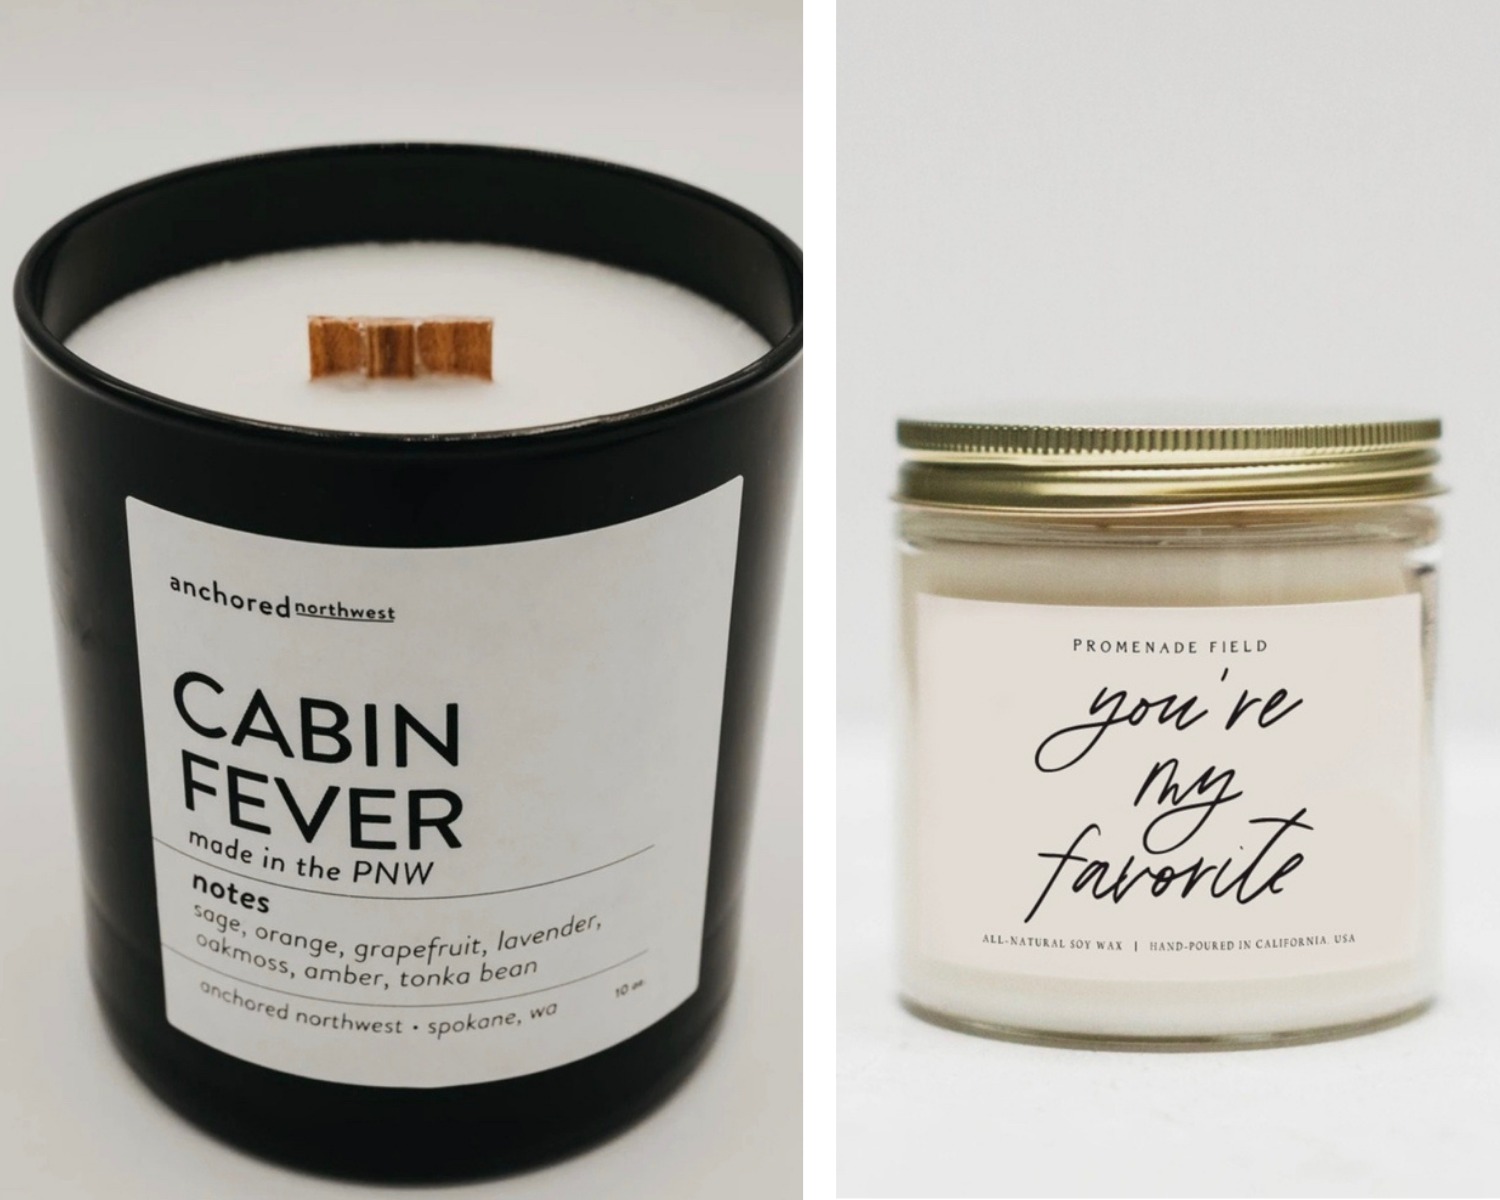 anchored northwest
CABIN
FEVER
made in the PNW
notes
sage, orange, grapefruit, lavender,
oakmoss, amber, tonka bean
anchored northwest • spokane, wa
10 oz.
PROMENADE FIELD
you're
my
favorite
ALL-NATURAL SOY WAX | HAND-POURED IN CALIFORNIA. USA